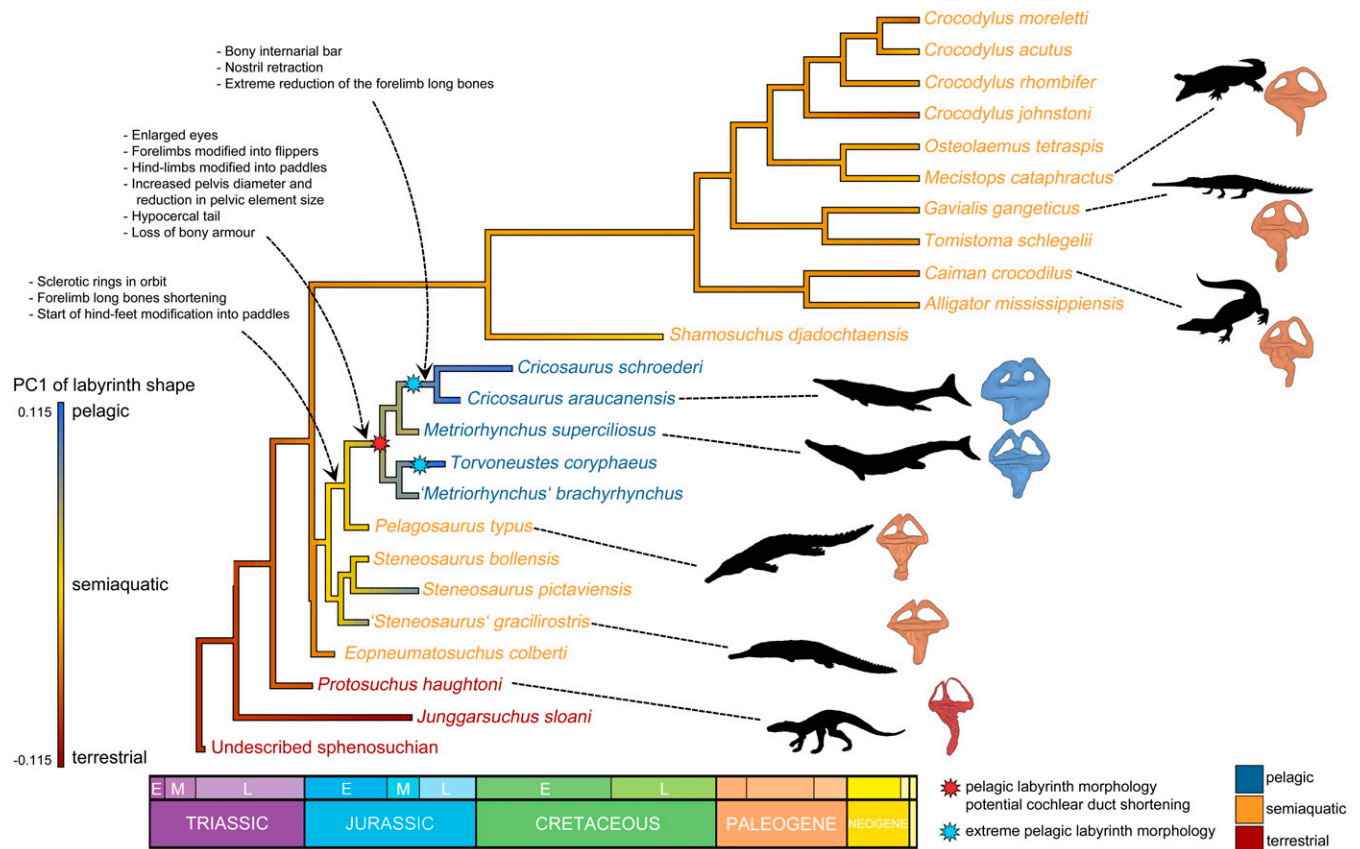 - Bony internarial bar
- Nostril retraction
- Extreme reduction of the forelimb long bones
- Enlarged eyes
- Forelimbs modified into flippers
- Hind-limbs modified into paddles
- Increased pelvis diameter and
reduction in pelvic element size
- Hypocercal tail
- Loss of bony armour
- Sclerotic rings in orbit
- Forelimb long bones shortening
- Start of hind-feet modification into paddles
PC1 of labyrinth shape
0.115
pelagic
semiaquatic
-0.115
terrestrial
Crocodylus moreletti
Crocodylus acutus
Crocodylus rhombifer
Crocodylus johnstoni
Osteolaemus tetraspis
Mecistops cataphractus
Gavialis gangeticus
Tomistoma schlegelii
Caiman crocodilus
Alligator mississippiensis
Shamosuchus djadochtaensis
Cricosaurus schroederi
Cricosaurus araucanensis
Metriorhynchus superciliosus
Torvoneustes coryphaeus
‘Metriorhynchus’ brachyrhynchus
Pelagosaurus typus
Steneosaurus bollensis
Steneosaurus pictaviensis
‘Steneosaurus‘ gracilirostris
Eopneumatosuchus colberti
Protosuchus haughtoni
Junggarsuchus sloani
Undescribed sphenosuchian
E M L E M L E L
TRIASSIC JURASSIC CRETACEOUS PALEOGENE NEOGENE
pelagic labyrinth morphology
potential cochlear duct shortening
extreme pelagic labyrinth morphology
pelagic
semiaquatic
terrestrial